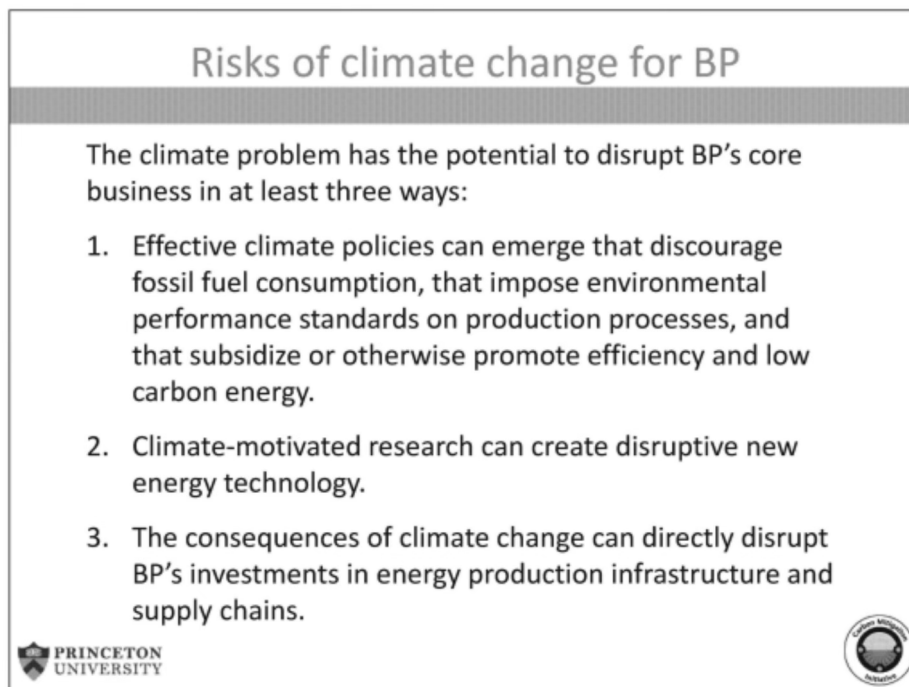 Risks of climate change for BP
The climate problem has the potential to disrupt BP's core
business in at least three ways:
1. Effective climate policies can emerge that discourage
fossil fuel consumption, that impose environmental
performance standards on production processes, and
that subsidize or otherwise promote efficiency and low
carbon energy.
2. Climate-motivated research can create disruptive new
energy technology.
3. The consequences of climate change can directly disrupt
BP's investments in energy production infrastructure and
supply chains.
PRINCETON
UNIVERSITY
Carbon Mitigation
Initiative